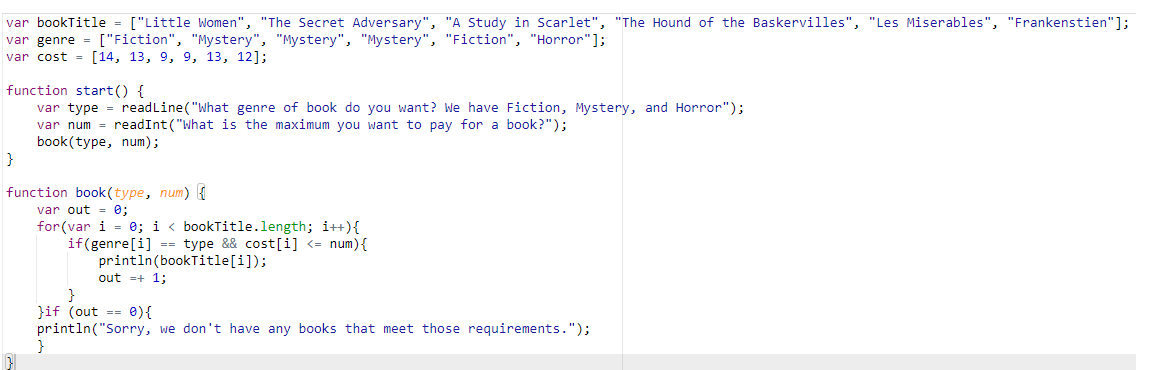 var bookTitle = ["Little Women", "The Secret Adversary", "A Study in Scarlet", "The Hound of the Baskervilles", "Les Miserables", "Frankenstien"];
var genre = ["Fiction", "Mystery", "Mystery", "Mystery", "Fiction", "Horror"];
var cost = [14, 13, 9, 9, 13, 12];

function start() {
    var type = readLine("What genre of book do you want? We have Fiction, Mystery, and Horror");
    var num = readInt("What is the maximum you want to pay for a book?");
    book(type, num);
}

function book(type, num) {
    var out = 0;
    for(var i = 0; i < bookTitle.length; i++){
        if(genre[i] == type && cost[i] <= num){
            println(bookTitle[i]);
            out =+ 1;
        }
    }if (out == 0){
    println("Sorry, we don't have any books that meet those requirements.");
    }
}